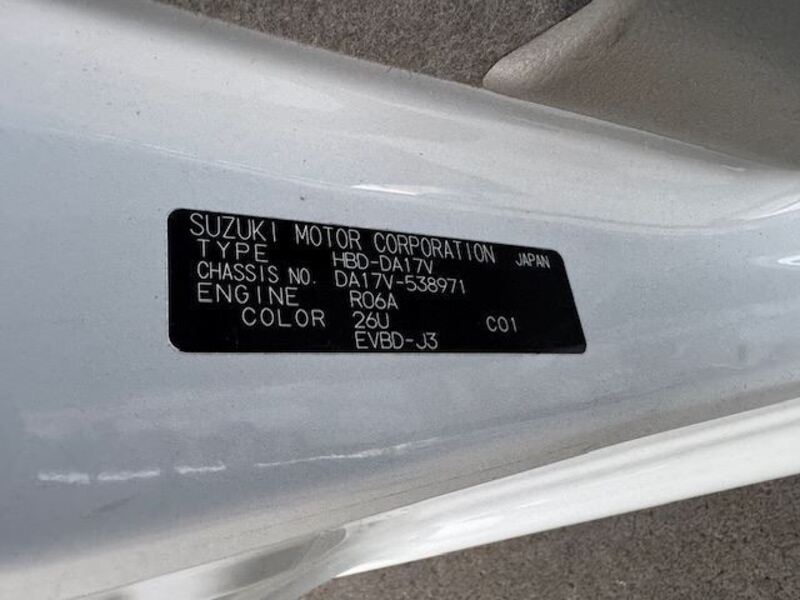 SUZUKI MOTOR CORPORATION JAPAN
TYPE HBD-DA17V
CHASSIS NO. DA17V-538971
ENGINE R06A
COLOR 26U C01
EVBD-J3